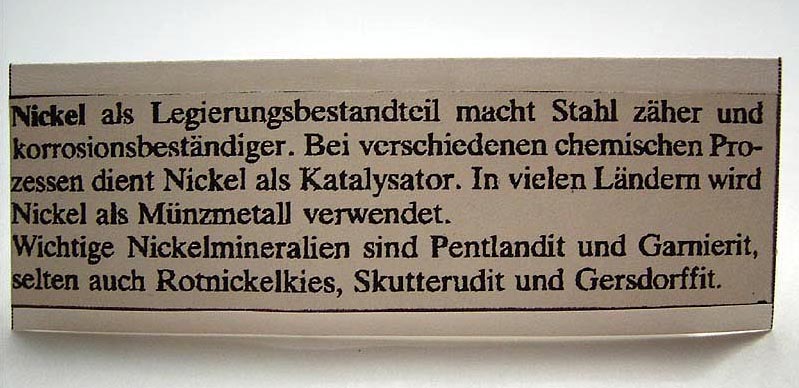 Nickel als Legierungsbestandteil macht Stahl zäher und
korrosionsbeständiger. Bei verschiedenen chemischen Pro-
zessen dient Nickel als Katalysator. In vielen Ländern wird
Nickel als Münzmetall verwendet.
Wichtige Nickelmineralien sind Pentlandit und Garnierit,
selten auch Rotnickelkies, Skutterudit und Gersdorffit.